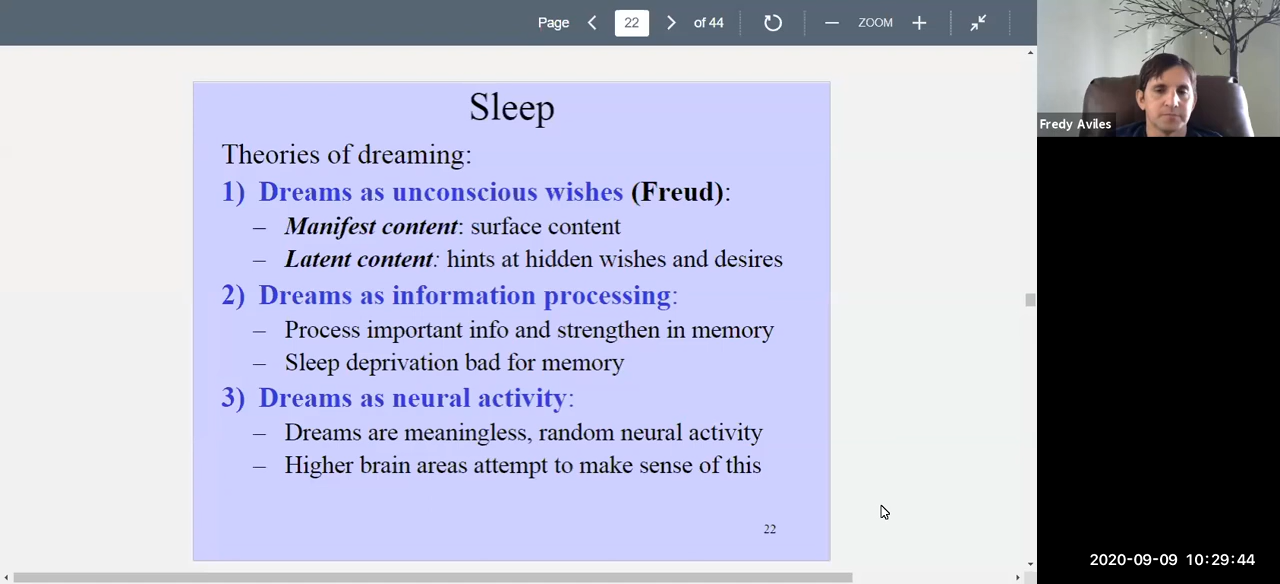 Page 22 of 44 ZOOM
Fredy Aviles
Sleep
Theories of dreaming:
1) Dreams as unconscious wishes (Freud):
– Manifest content: surface content
– Latent content: hints at hidden wishes and desires
2) Dreams as information processing:
– Process important info and strengthen in memory
– Sleep deprivation bad for memory
3) Dreams as neural activity:
– Dreams are meaningless, random neural activity
– Higher brain areas attempt to make sense of this
22
2020-09-09 10:29:44